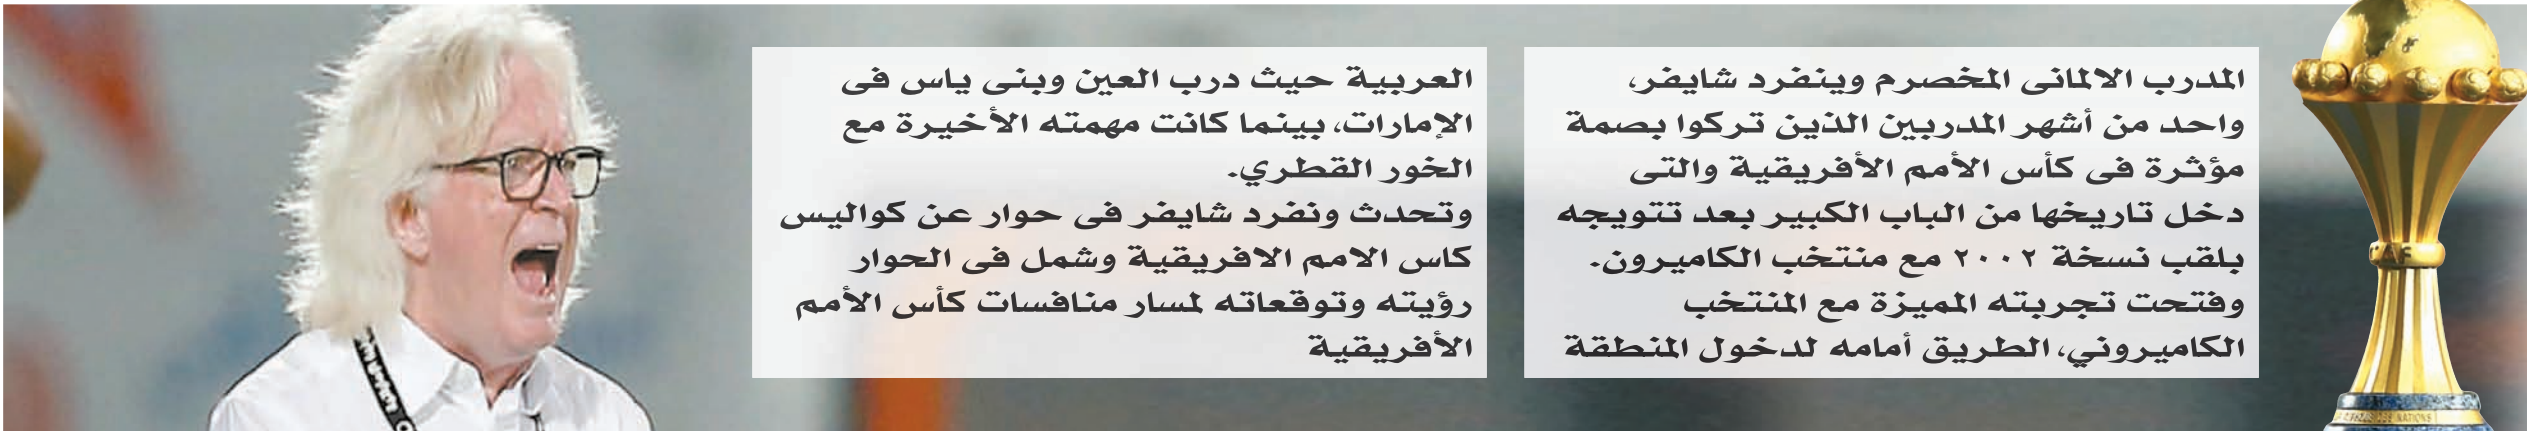 المدرب الالمانى المخضرم وينفرد شايفر،
واحد من أشهر المدربين الذين تركوا بصمة
مؤثرة فى كأس الأمم الأفريقية والتى
دخل تاريخها من الباب الكبير بعد تتويجه
بلقب نسخة ٢٠٠٢ مع منتخب الكاميرون.
وفتحت تجربته المميزة مع المنتخب
الكاميروني، الطريق أمامه لدخول المنطقة
العربية حيث درب العين وبنى ياس فى
الإمارات، بينما كانت مهمته الأخيرة مع
الخور القطري.
وتحدث ونفرد شايفر فى حوار عن كواليس
كاس الامم الافريقية وشمل فى الحوار
رؤيته وتوقعاته لمسار منافسات كأس الأمم
الأفريقية